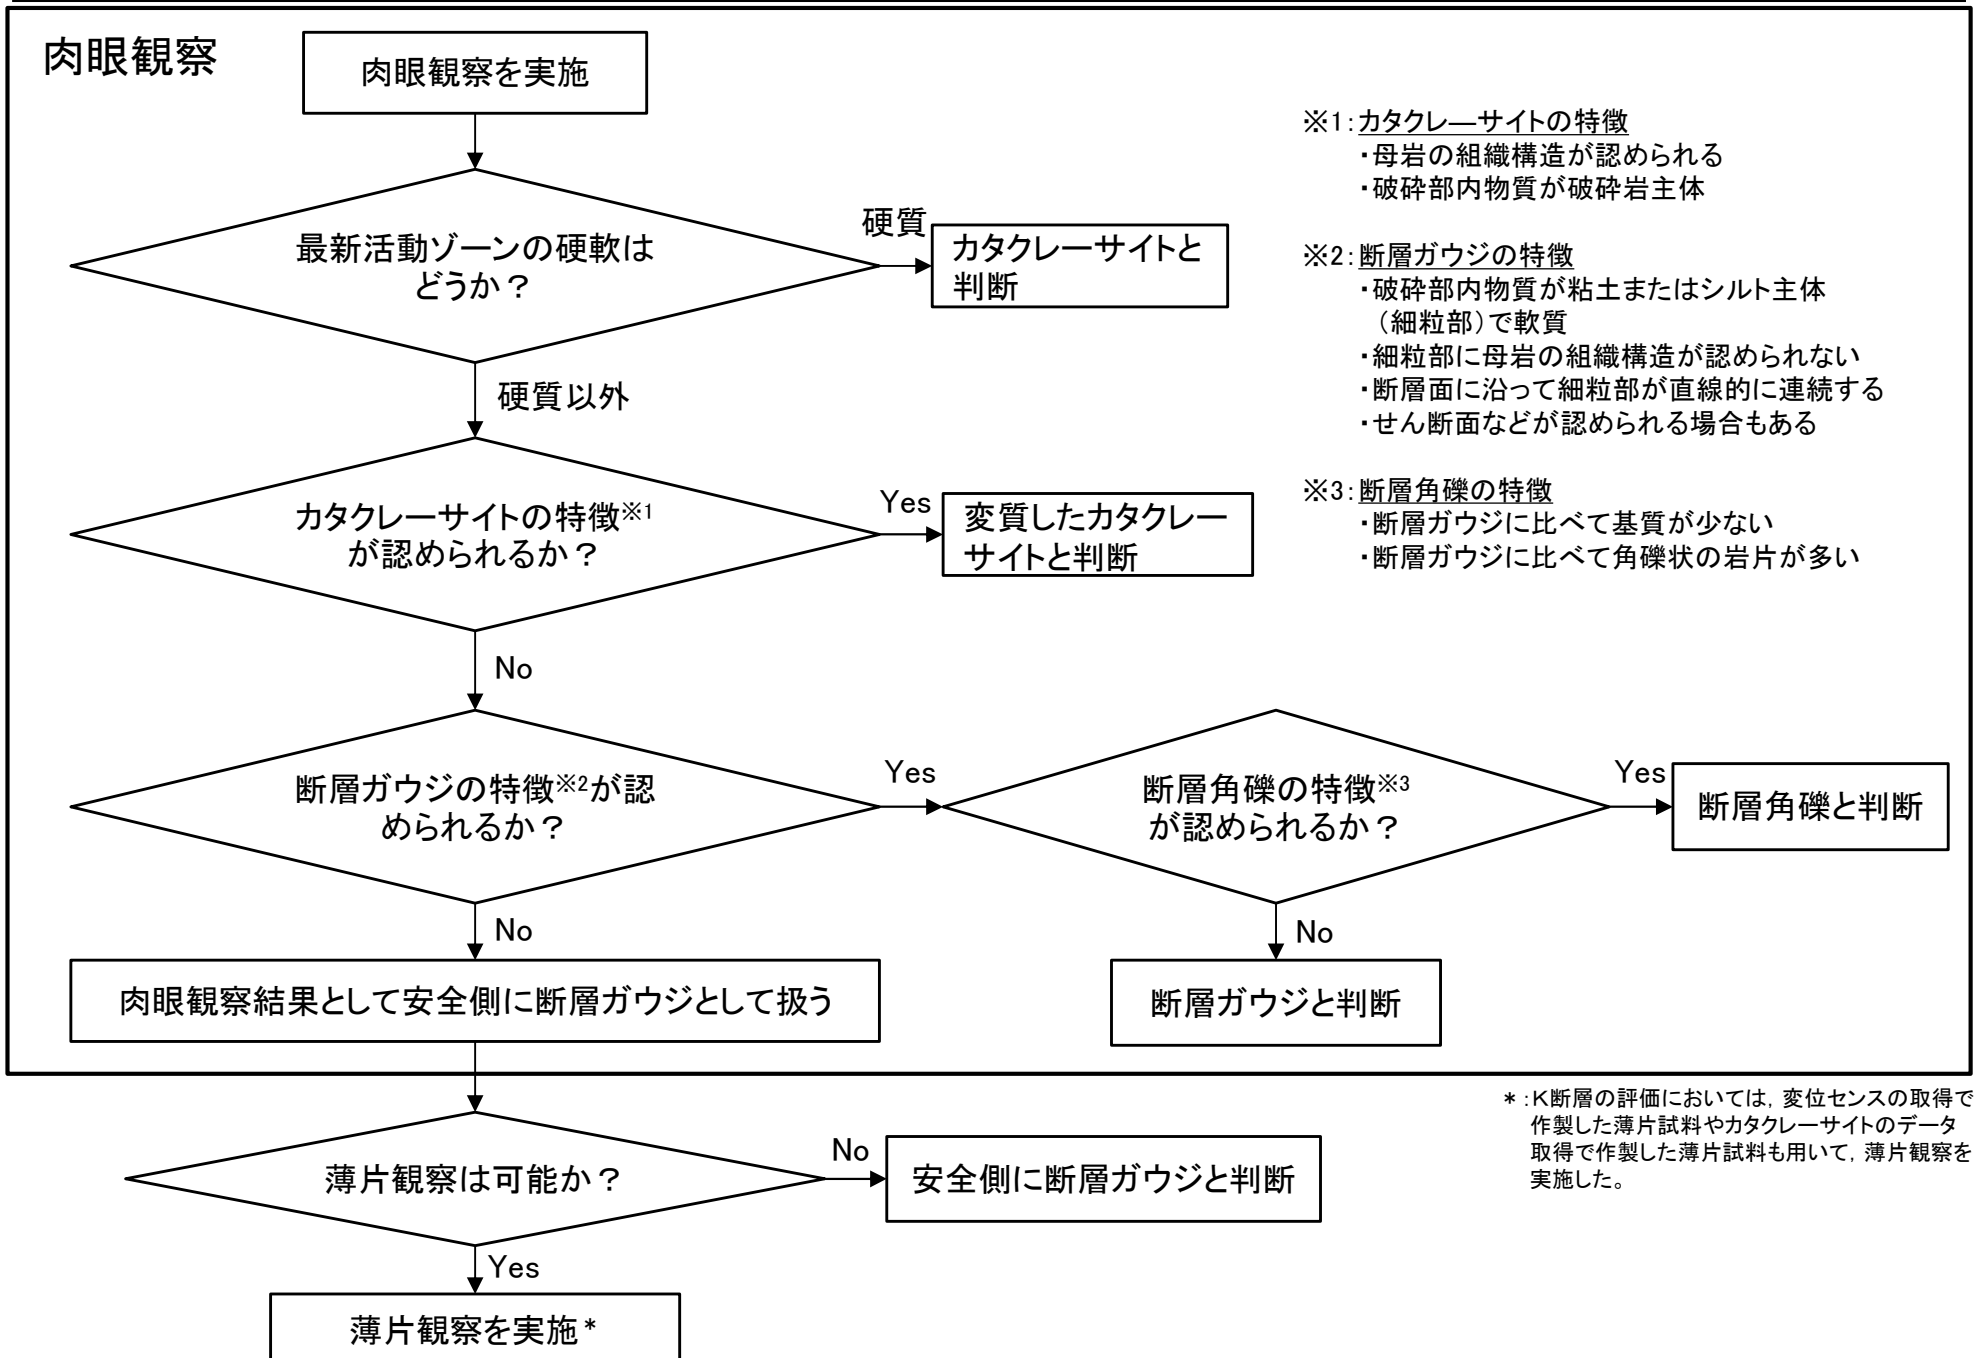 肉眼観察
肉眼観察を実施
最新活動ゾーンの硬軟は
どうか？
硬質
カタクレーサイトと
判断
硬質以外
カタクレーサイトの特徴※1
が認められるか？
Yes
変質したカタクレー
サイトと判断
No
断層ガウジの特徴※2が認
められるか？
Yes
断層角礫の特徴※3
が認められるか？
Yes
断層角礫と判断
No
No
肉眼観察結果として安全側に断層ガウジとして扱う
断層ガウジと判断
※1：カタクレ―サイトの特徴
・母岩の組織構造が認められる
・破砕部内物質が破砕岩主体
※2：断層ガウジの特徴
・破砕部内物質が粘土またはシルト主体
（細粒部）で軟質
・細粒部に母岩の組織構造が認められない
・断層面に沿って細粒部が直線的に連続する
・せん断面などが認められる場合もある
※3：断層角礫の特徴
・断層ガウジに比べて基質が少ない
・断層ガウジに比べて角礫状の岩片が多い
薄片観察は可能か？
No
安全側に断層ガウジと判断
Yes
薄片観察を実施*
*：K断層の評価においては，変位センスの取得で
作製した薄片試料やカタクレーサイトのデータ
取得で作製した薄片試料も用いて，薄片観察を
実施した。